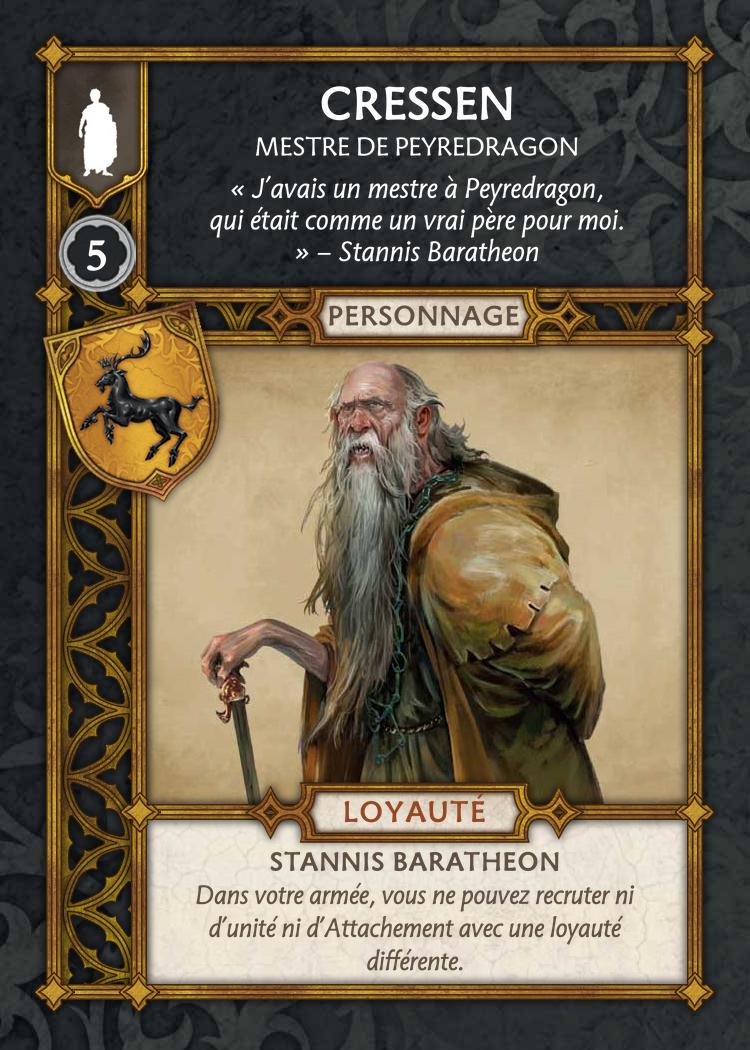 CRESSEN
MESTRE DE PEYREDRAGON
« J'avais un mestre à Peyredragon,
qui était comme un vrai père pour moi.
» – Stannis Baratheon
5
PERSONNAGE
LOYAUTÉ
STANNIS BARATHEON
Dans votre armée, vous ne pouvez recruter ni
d'unité ni d'Attachement avec une loyauté
différente.